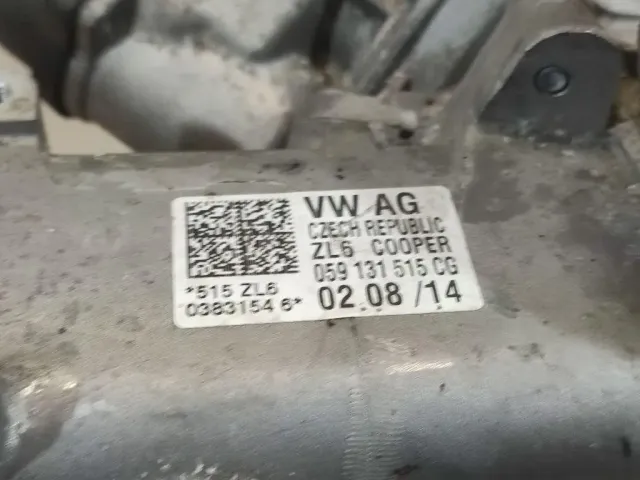 VW AG
CZECH REPUBLIC
ZL6 COOPER
059 131 515 CG
*515 ZL6
0383154 6*
02.08 /14